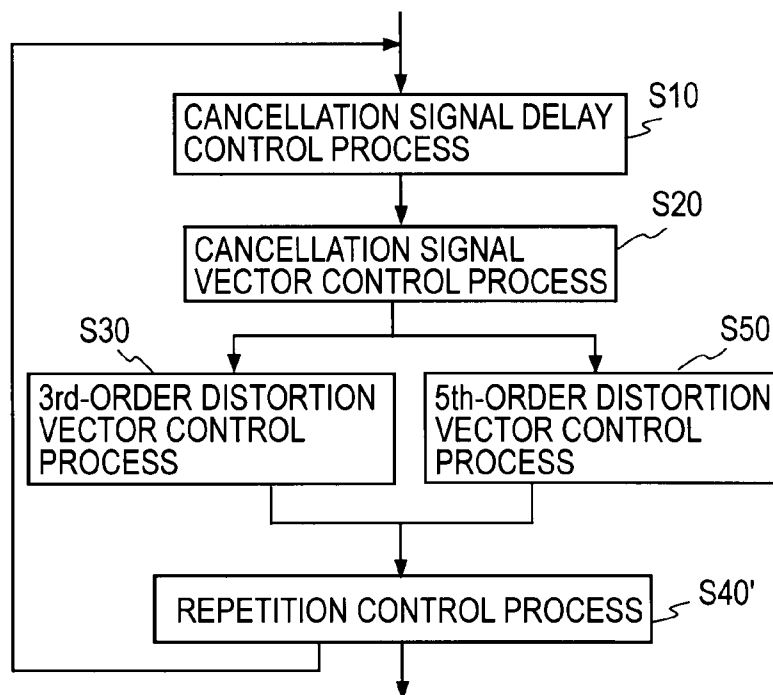 S10
CANCELLATION SIGNAL DELAY
CONTROL PROCESS
S20
CANCELLATION SIGNAL
VECTOR CONTROL PROCESS
S30
3rd-ORDER DISTORTION
VECTOR CONTROL
PROCESS
S50
5th-ORDER DISTORTION
VECTOR CONTROL
PROCESS
S40'
REPETITION CONTROL PROCESS